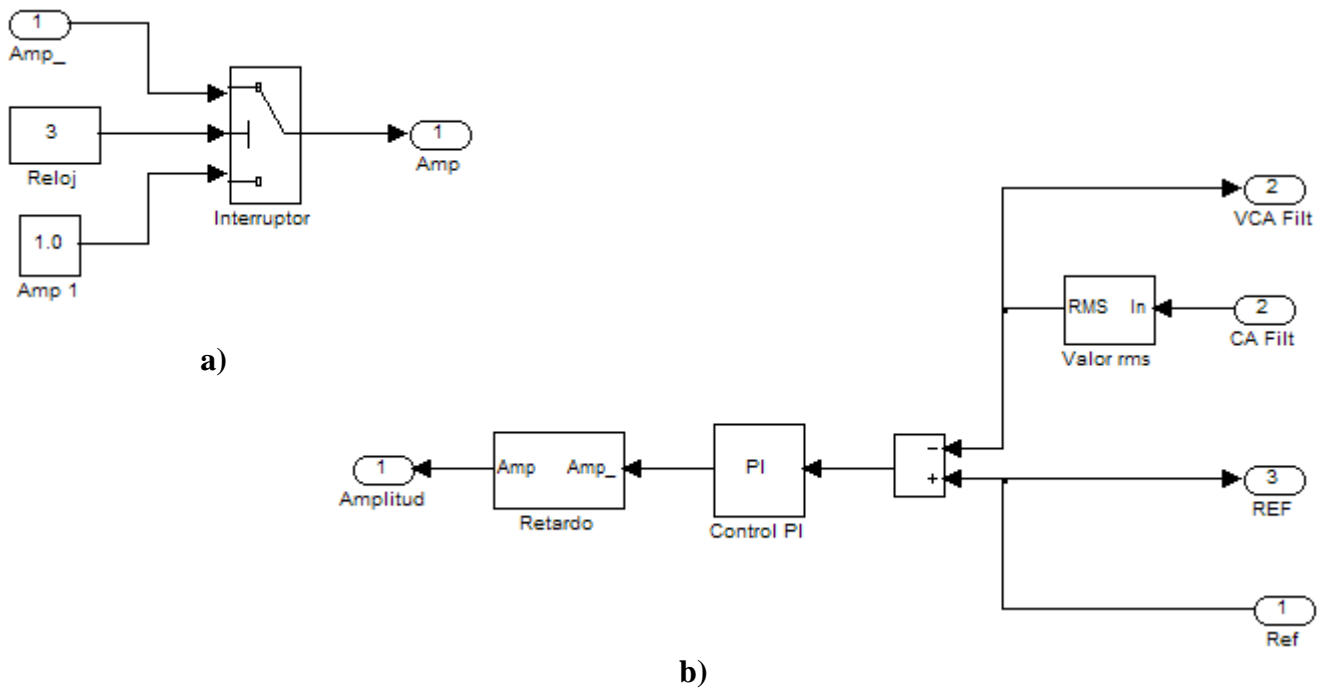 1
Amp_
3
Reloj
1.0
Amp 1
Interruptor
1
Amp
a)
2
VCA Filt
RMS In
Valor rms
2
CA Filt
1
Amplitud
Amp Amp_
Retardo
PI
Control PI
−
+
3
REF
1
Ref
b)